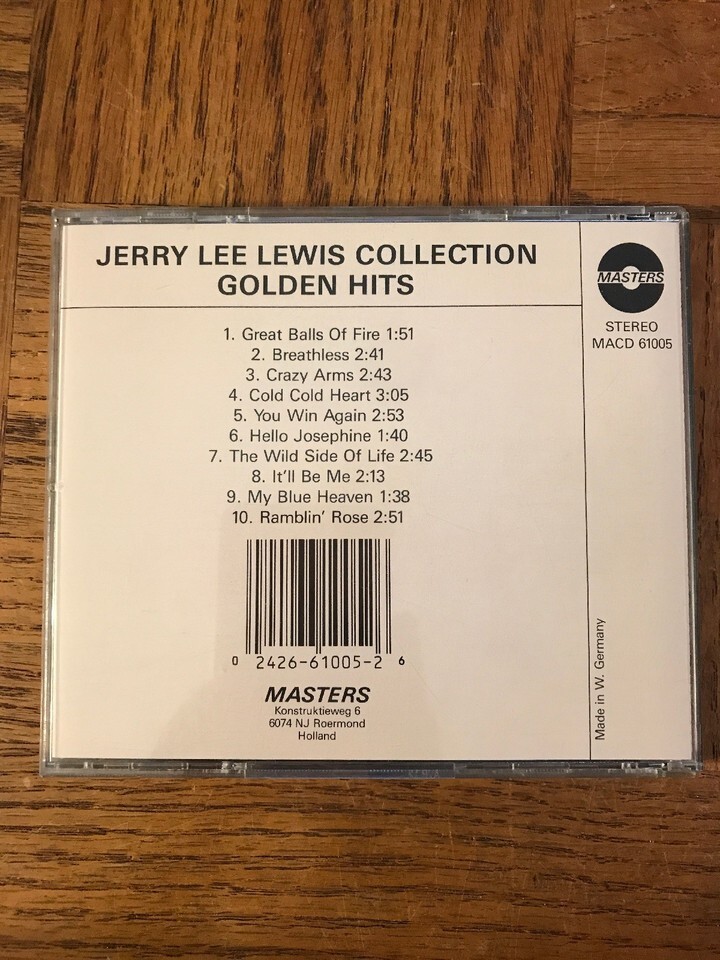 JERRY LEE LEWIS COLLECTION
GOLDEN HITS
1. Great Balls Of Fire 1:51
2. Breathless 2:41
3. Crazy Arms 2:43
4. Cold Cold Heart 3:05
5. You Win Again 2:53
6. Hello Josephine 1:40
7. The Wild Side Of Life 2:45
8. It'll Be Me 2:13
9. My Blue Heaven 1:38
10. Ramblin' Rose 2:51
0 2426-61005-2 6
MASTERS
Konstruktieweg 6
6074 NJ Roermond
Holland
MASTERS
STEREO
MACD 61005
Made in W. Germany